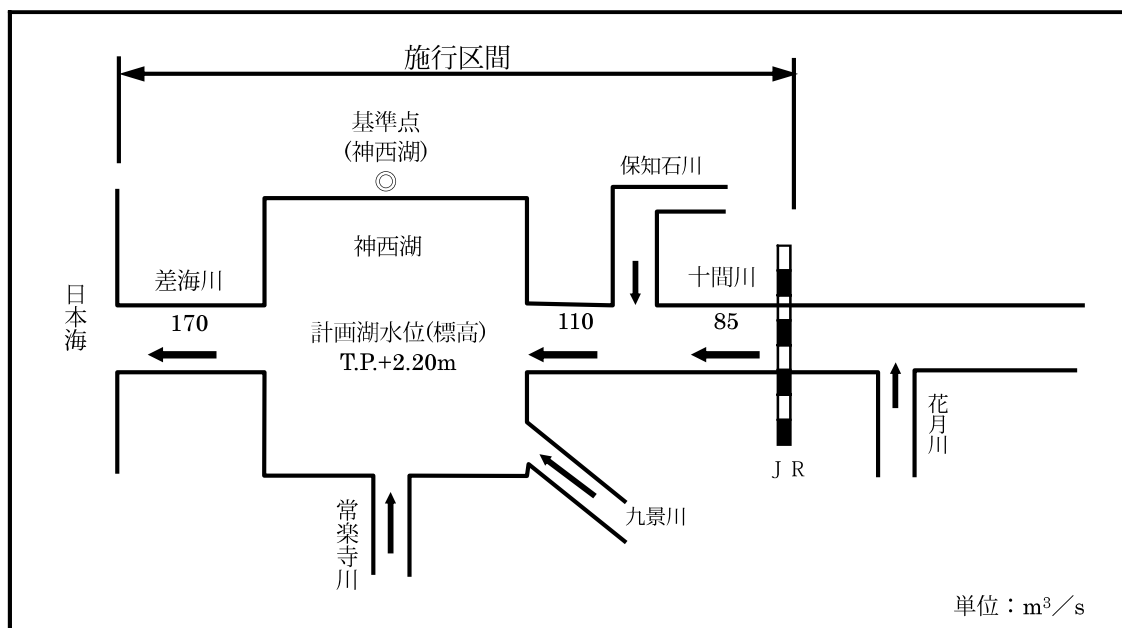 施行区間
基準点
(神西湖)
保知石川
神西湖
差海川
十間川
日本海
170
110
85
計画湖水位(標高)
T.P.+2.20m
花月川
JR
常楽寺川
九景川
単位：m³／s